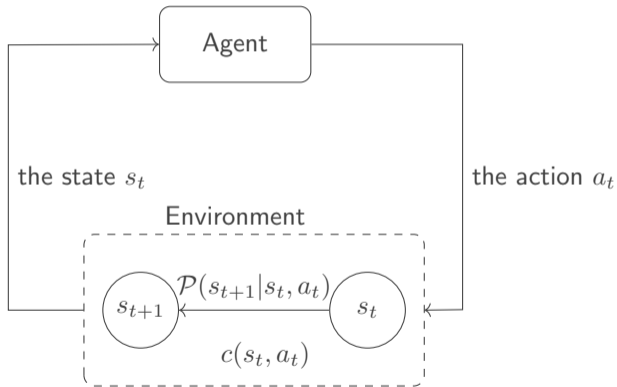 Agent
the state s_t
the action a_t
Environment
P(s_{t+1}|s_t, a_t)
s_{t+1}
s_t
c(s_t, a_t)